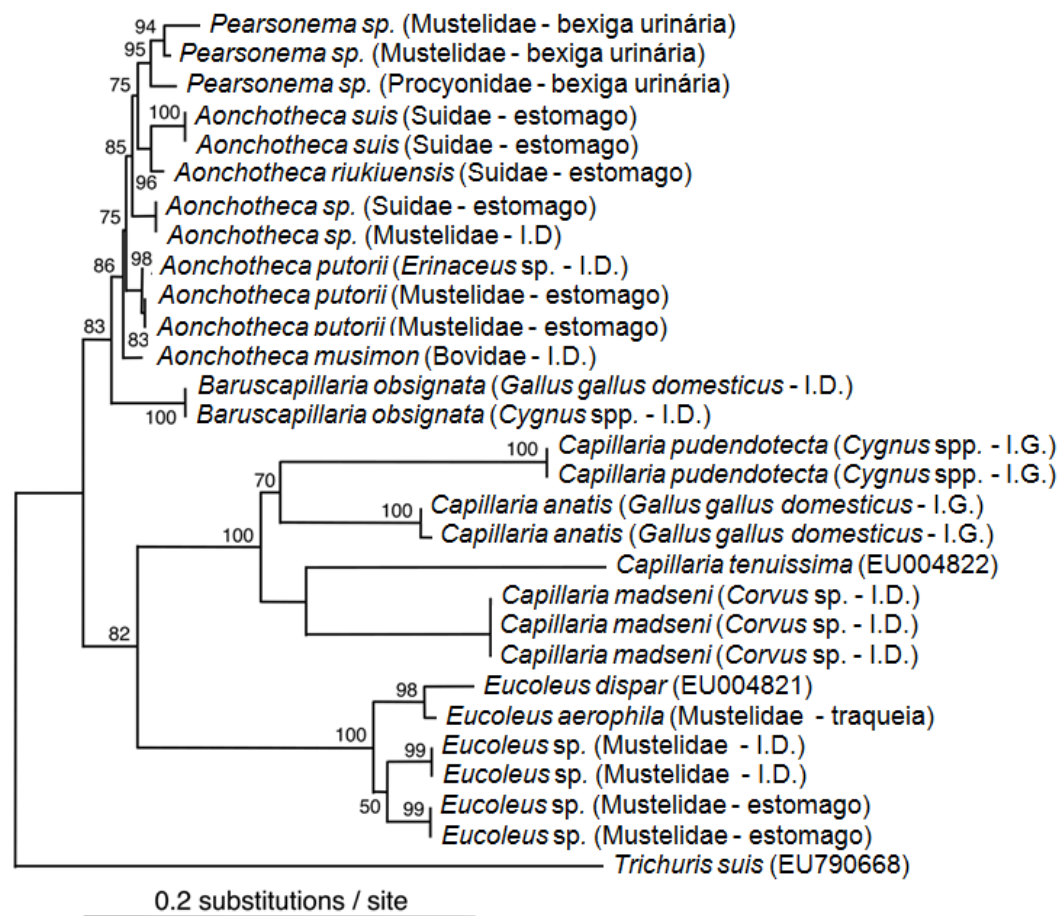 94 Pearsonema sp. (Mustelidae - bexiga urinária)
95 Pearsonema sp. (Mustelidae - bexiga urinária)
75 Pearsonema sp. (Procyonidae - bexiga urinária)
100 Aonchotheca suis (Suidae - estomago)
85 Aonchotheca suis (Suidae - estomago)
96 Aonchotheca riukiuensis (Suidae - estomago)
75 Aonchotheca sp. (Suidae - estomago)
Aonchotheca sp. (Mustelidae - I.D)
86 98 Aonchotheca putorii (Erinaceus sp. - I.D.)
Aonchotheca putorii (Mustelidae - estomago)
83 83 Aonchotheca putorii (Mustelidae - estomago)
Aonchotheca musimon (Bovidae - I.D.)
Baruscapillaria obsignata (Gallus gallus domesticus - I.D.)
100 Baruscapillaria obsignata (Cygnus spp. - I.D.)
100 Capillaria pudendotecta (Cygnus spp. - I.G.)
70 Capillaria pudendotecta (Cygnus spp. - I.G.)
100 Capillaria anatis (Gallus gallus domesticus - I.G.)
100 Capillaria anatis (Gallus gallus domesticus - I.G.)
Capillaria tenuissima (EU004822)
Capillaria madseni (Corvus sp. - I.D.)
Capillaria madseni (Corvus sp. - I.D.)
82 Capillaria madseni (Corvus sp. - I.D.)
98 Eucoleus dispar (EU004821)
Eucoleus aerophila (Mustelidae - traqueia)
100 99 Eucoleus sp. (Mustelidae - I.D.)
Eucoleus sp. (Mustelidae - I.D.)
50 99 Eucoleus sp. (Mustelidae - estomago)
Eucoleus sp. (Mustelidae - estomago)
Trichuris suis (EU790668)
0.2 substitutions / site